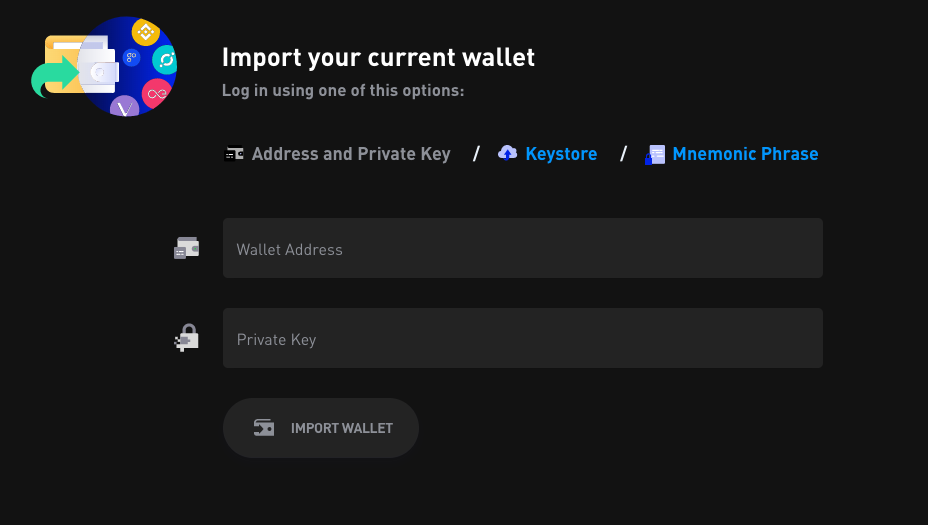 Import your current wallet
Log in using one of this options:
Address and Private Key / Keystore / Mnemonic Phrase
Wallet Address
Private Key
IMPORT WALLET